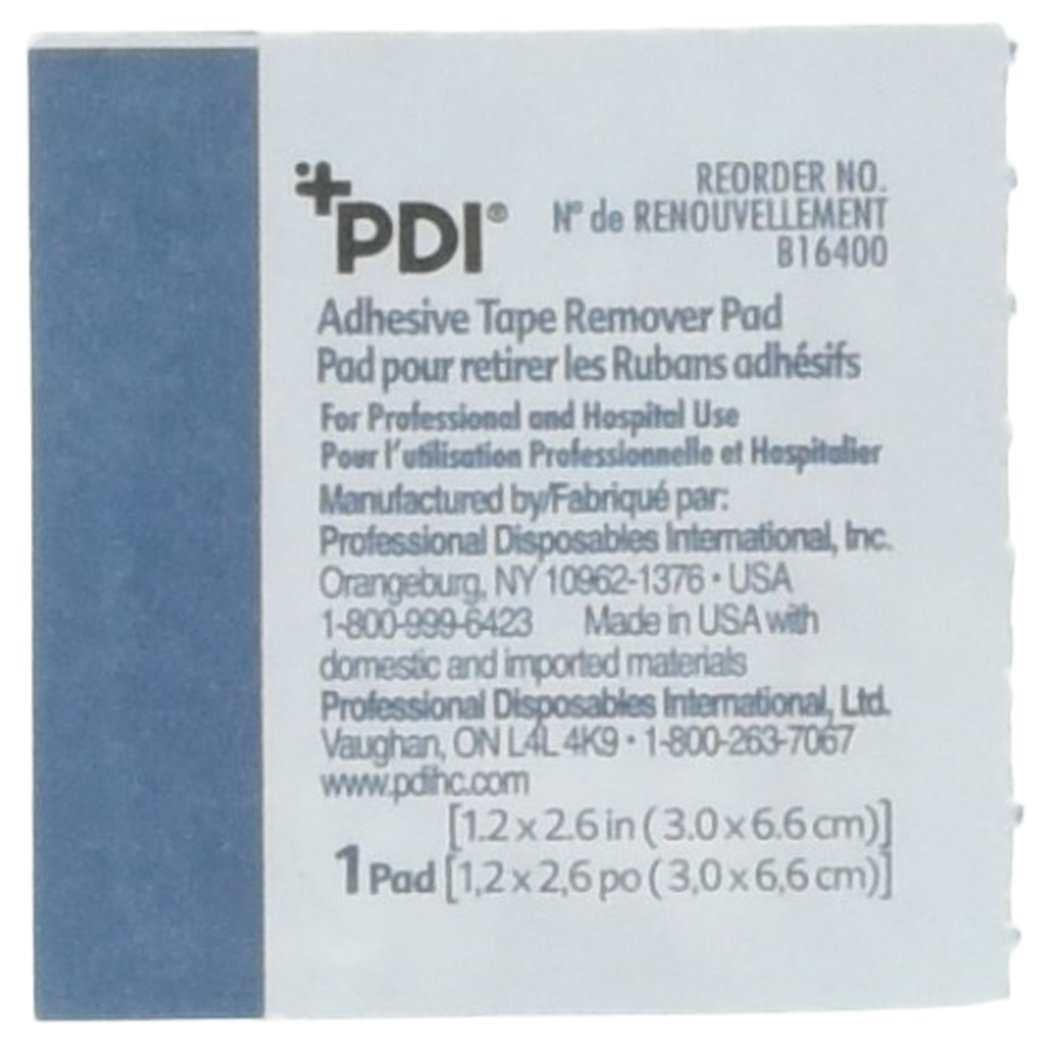 PDI®
REORDER NO.
N° de RENOUVELLEMENT
B16400
Adhesive Tape Remover Pad
Pad pour retirer les Rubans adhésifs
For Professional and Hospital Use
Pour l'utilisation Professionnelle et Hospitalier
Manufactured by/Fabriqué par:
Professional Disposables International, Inc.
Orangeburg, NY 10962-1376 • USA
1-800-999-6423 Made in USA with
domestic and imported materials
Professional Disposables International, Ltd.
Vaughan, ON L4L 4K9 • 1-800-263-7067
www.pdihc.com
[1.2 x 2.6 in ( 3.0 x 6.6 cm)]
1 Pad [1,2 x 2,6 po ( 3,0 x 6,6 cm)]